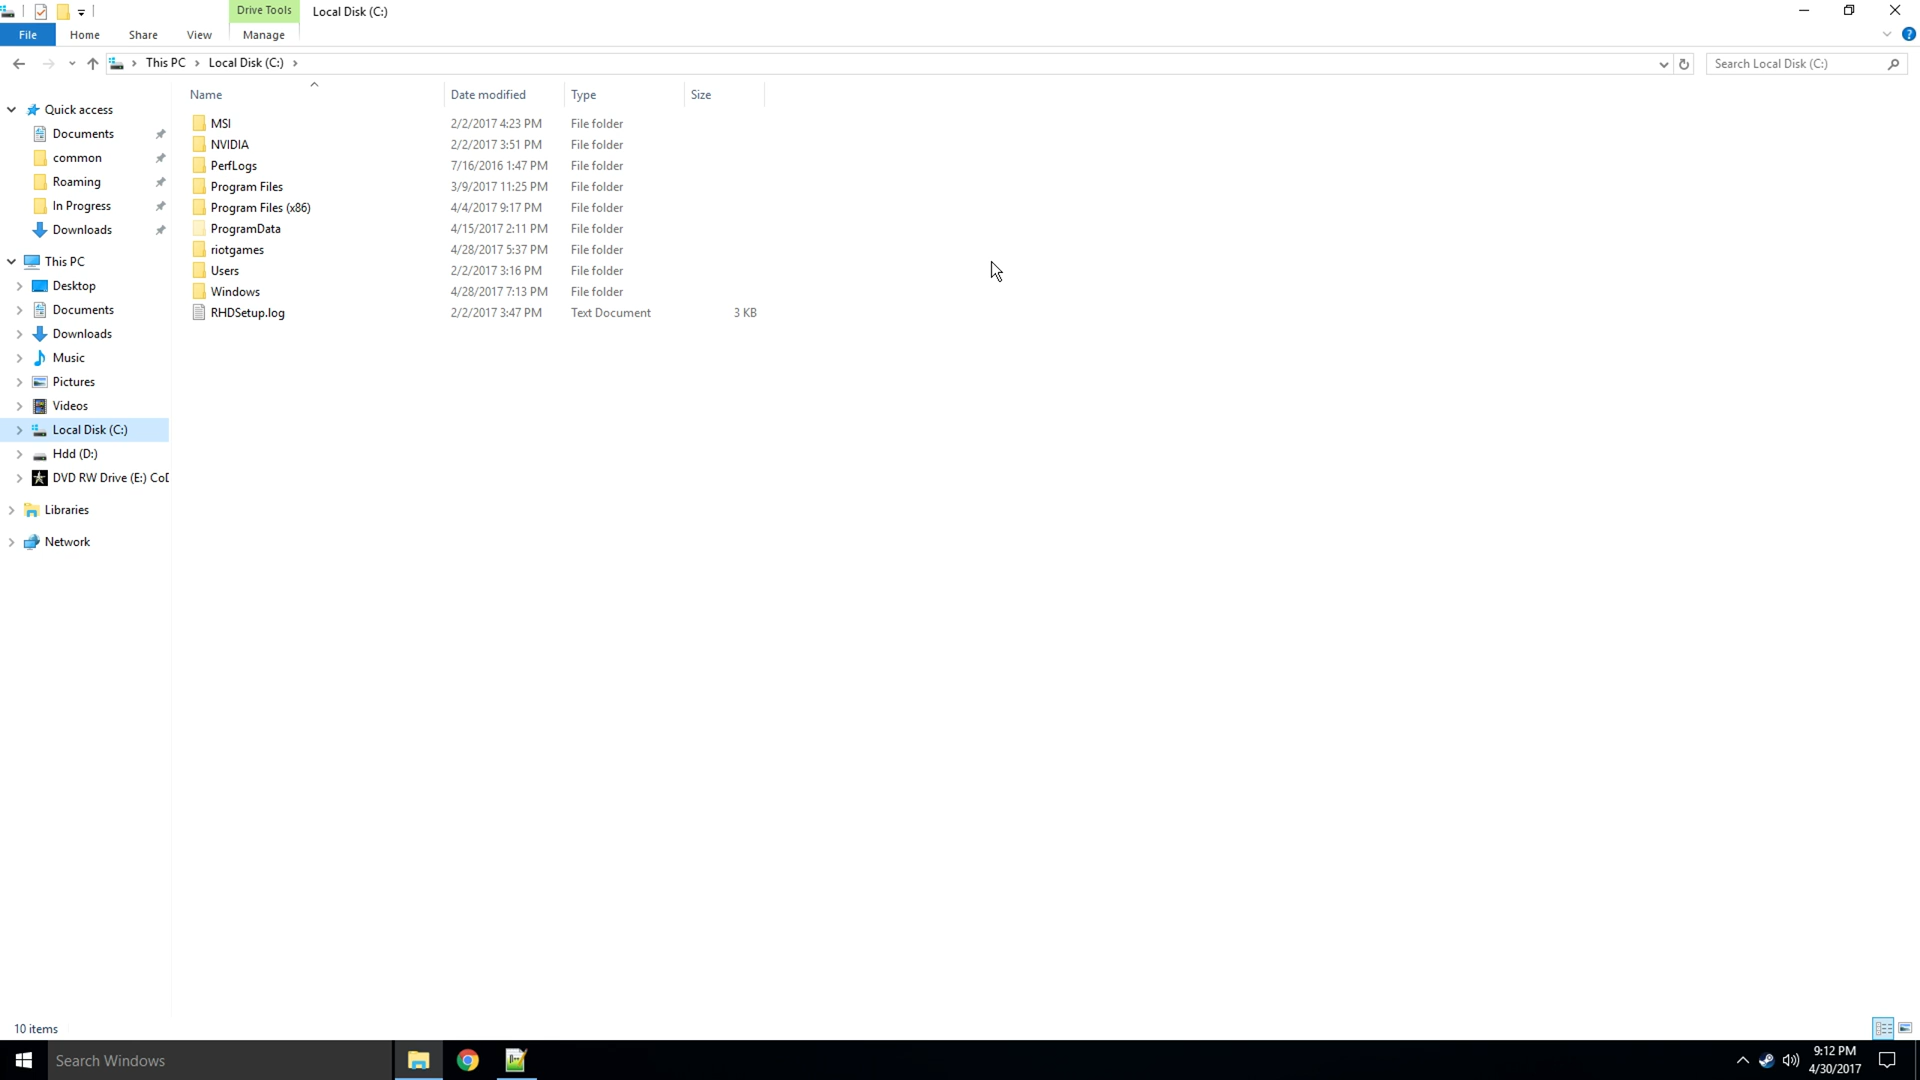 Drive Tools Local Disk (C:)
File Home Share View Manage
This PC Local Disk (C:) Search Local Disk (C:)
Name Date modified Type Size
Quick access
Documents
common
Roaming
In Progress
Downloads
This PC
Desktop
Documents
Downloads
Music
Pictures
Videos
Local Disk (C:)
Hdd (D:)
DVD RW Drive (E:) CoD
Libraries
Network
MSI 2/2/2017 4:23 PM File folder
NVIDIA 2/2/2017 3:51 PM File folder
PerfLogs 7/16/2016 1:47 PM File folder
Program Files 3/9/2017 11:25 PM File folder
Program Files (x86) 4/4/2017 9:17 PM File folder
ProgramData 4/15/2017 2:11 PM File folder
riotgames 4/28/2017 5:37 PM File folder
Users 2/2/2017 3:16 PM File folder
Windows 4/28/2017 7:13 PM File folder
RHDSetup.log 2/2/2017 3:47 PM Text Document 3 KB
10 items
Search Windows
9:12 PM
4/30/2017